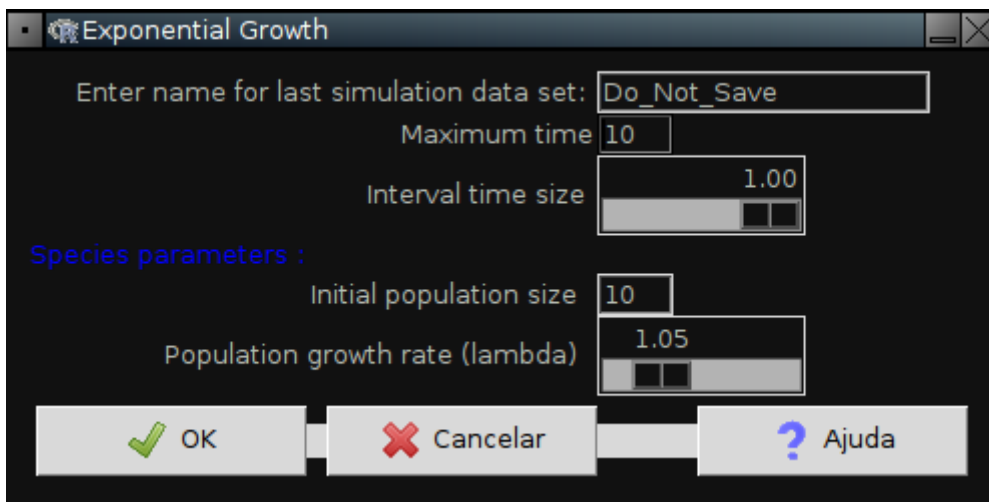 Exponential Growth
Enter name for last simulation data set: Do_Not_Save
Maximum time 10
Interval time size 1.00
Species parameters :
Initial population size 10
Population growth rate (lambda) 1.05
OK Cancelar Ajuda